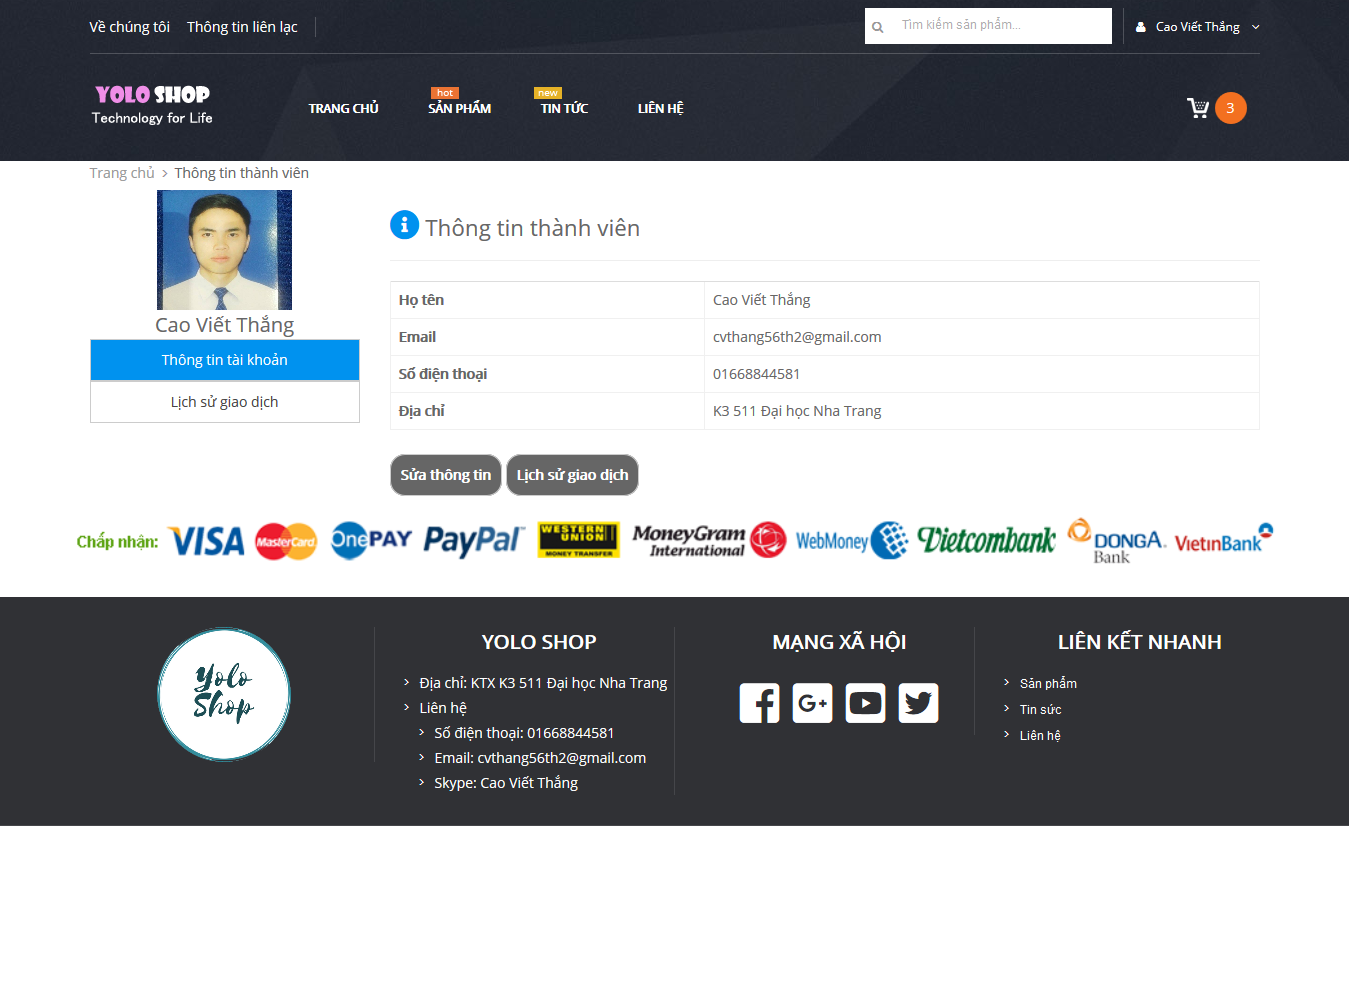 Về chúng tôi Thông tin liên lạc
Tìm kiếm sản phẩm...
Cao Viết Thắng
YOLO SHOP
Technology for Life
TRANG CHỦ
hot
SẢN PHẨM
new
TIN TỨC
LIÊN HỆ
3
Trang chủ > Thông tin thành viên
Cao Viết Thắng
Thông tin tài khoản
Lịch sử giao dịch
Thông tin thành viên
Họ tên Cao Viết Thắng
Email cvthang56th2@gmail.com
Số điện thoại 01668844581
Địa chỉ K3 511 Đại học Nha Trang
Sửa thông tin Lịch sử giao dịch
Chấp nhận:
VISA
MasterCard
OnePAY
PayPal
WESTERN UNION
MONEY TRANSFER
MoneyGram
International
WebMoney
Vietcombank
DONGA
Bank
VietinBank
Yolo
Shop
YOLO SHOP
Địa chỉ: KTX K3 511 Đại học Nha Trang
Liên hệ
Số điện thoại: 01668844581
Email: cvthang56th2@gmail.com
Skype: Cao Viết Thắng
MẠNG XÃ HỘI
G+
LIÊN KẾT NHANH
Sản phẩm
Tin sức
Liên hệ